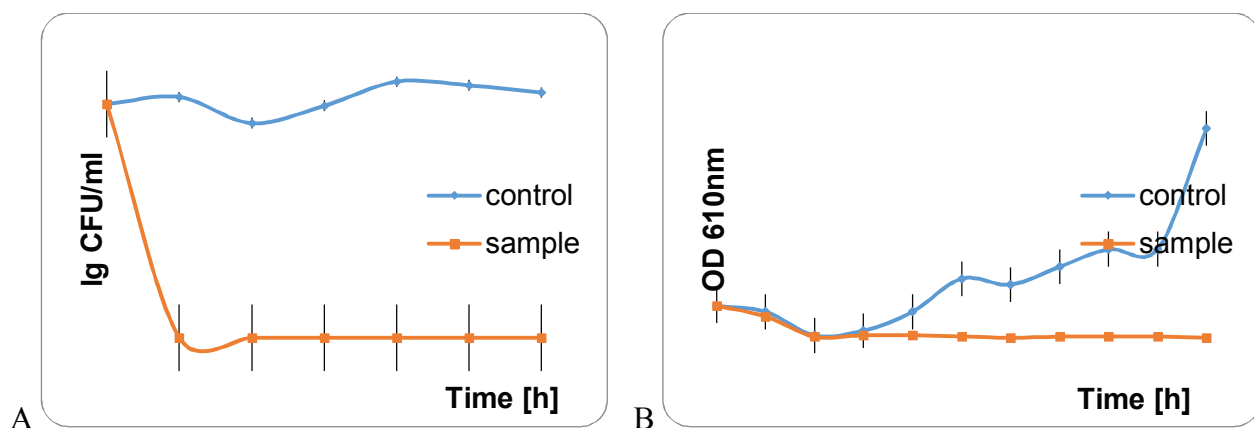 lg CFU/ml
control
sample
Time [h]
A
OD 610nm
control
sample
Time [h]
B